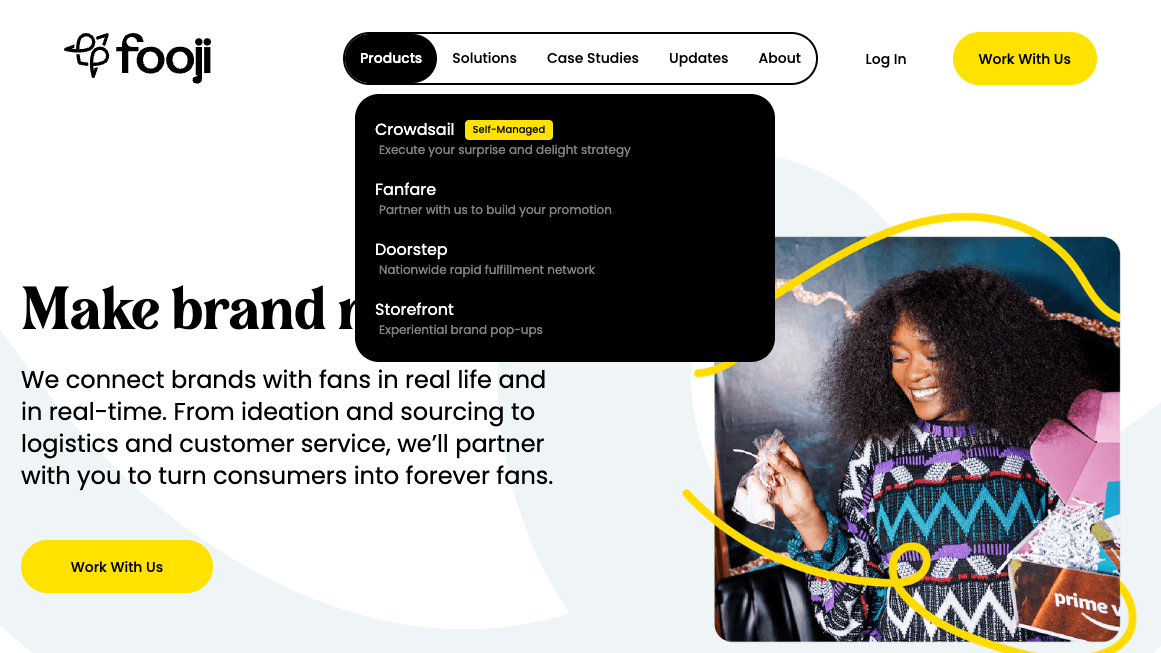 fooji
Products
Solutions
Case Studies
Updates
About
Log In
Work With Us
Crowdsail
Self-Managed
Execute your surprise and delight strategy
Fanfare
Partner with us to build your promotion
Doorstep
Nationwide rapid fulfillment network
Storefront
Experiential brand pop-ups
Make brand
We connect brands with fans in real life and
in real-time. From ideation and sourcing to
logistics and customer service, we’ll partner
with you to turn consumers into forever fans.
Work With Us
prime v